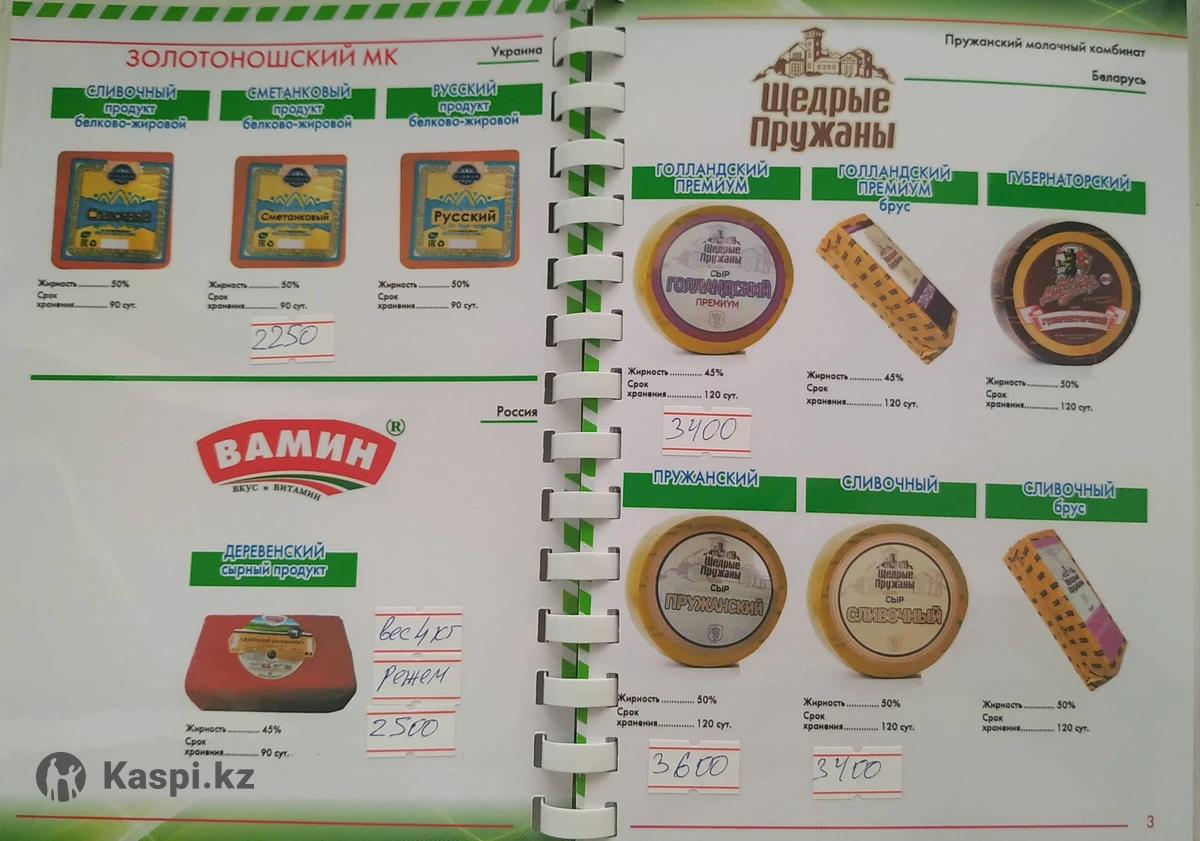 ЗОЛОТОНОШСКИЙ МК
Украина
СЛИВОЧНЫЙ
продукт
белково-жировой
СМЕТАНКОВЫЙ
продукт
белково-жировой
РУССКИЙ
продукт
белково-жировой
Сметанковый
Русский
Жирность ........ 50%
Срок
хранения........... 90 сут.
Жирность ........ 50%
Срок
хранения........... 90 сут.
Жирность ........ 50%
Срок
хранения........... 90 сут.
2250
Россия
ВАМИН®
ВКУС и ВИТАМИН
ДЕРЕВЕНСКИЙ
сырный продукт
Жирность ............ 45%
Срок
хранения............ 90 сут.
вес 4 кг
режем
2500
Kaspi.kz
Пружанский молочный комбинат
Беларусь
Щедрые
Пружаны
ГОЛЛАНДСКИЙ
ПРЕМИУМ
ГОЛЛАНДСКИЙ
ПРЕМИУМ
брус
ГУБЕРНАТОРСКИЙ
Щедрые
Пружаны
СЫР
ГОЛЛАНДСКИЙ
ПРЕМИУМ
Жирность ............ 45%
Срок
хранения............ 120 сут.
Жирность ............ 45%
Срок
хранения............ 120 сут.
Жирность ............ 50%
Срок
хранения............ 120 сут.
3400
ПРУЖАНСКИЙ
СЛИВОЧНЫЙ
СЛИВОЧНЫЙ
брус
Щедрые
Пружаны
СЫР
ПРУЖАНСКИЙ
Щедрые
Пружаны
СЫР
СЛИВОЧНЫЙ
Жирность ............ 50%
Срок
хранения............ 120 сут.
Жирность ............ 50%
Срок
хранения............ 120 сут.
Жирность ............ 50%
Срок
хранения............ 120 сут.
3600
3400
3